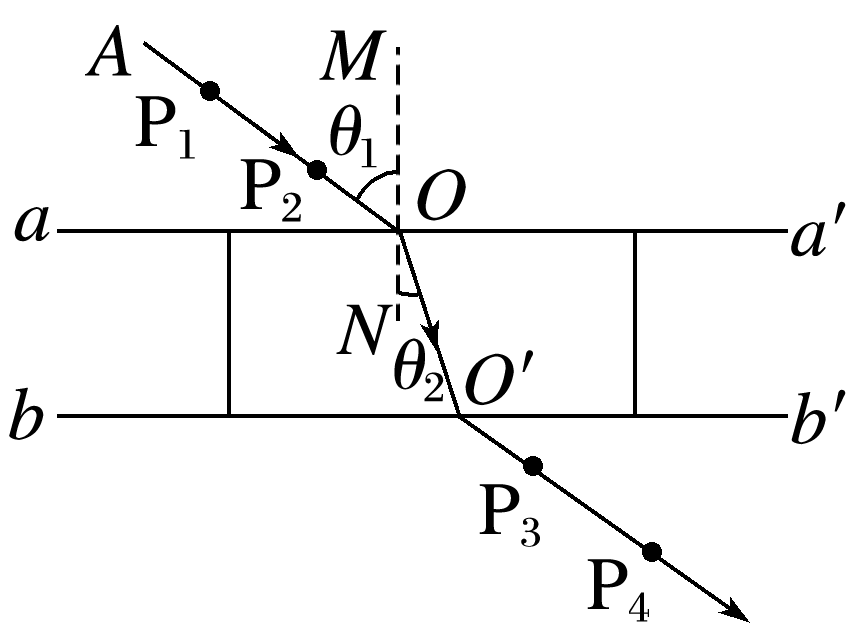 A
M
P₁
θ₁
P₂
O
a
a′
N
θ₂
O′
b
b′
P₃
P₄